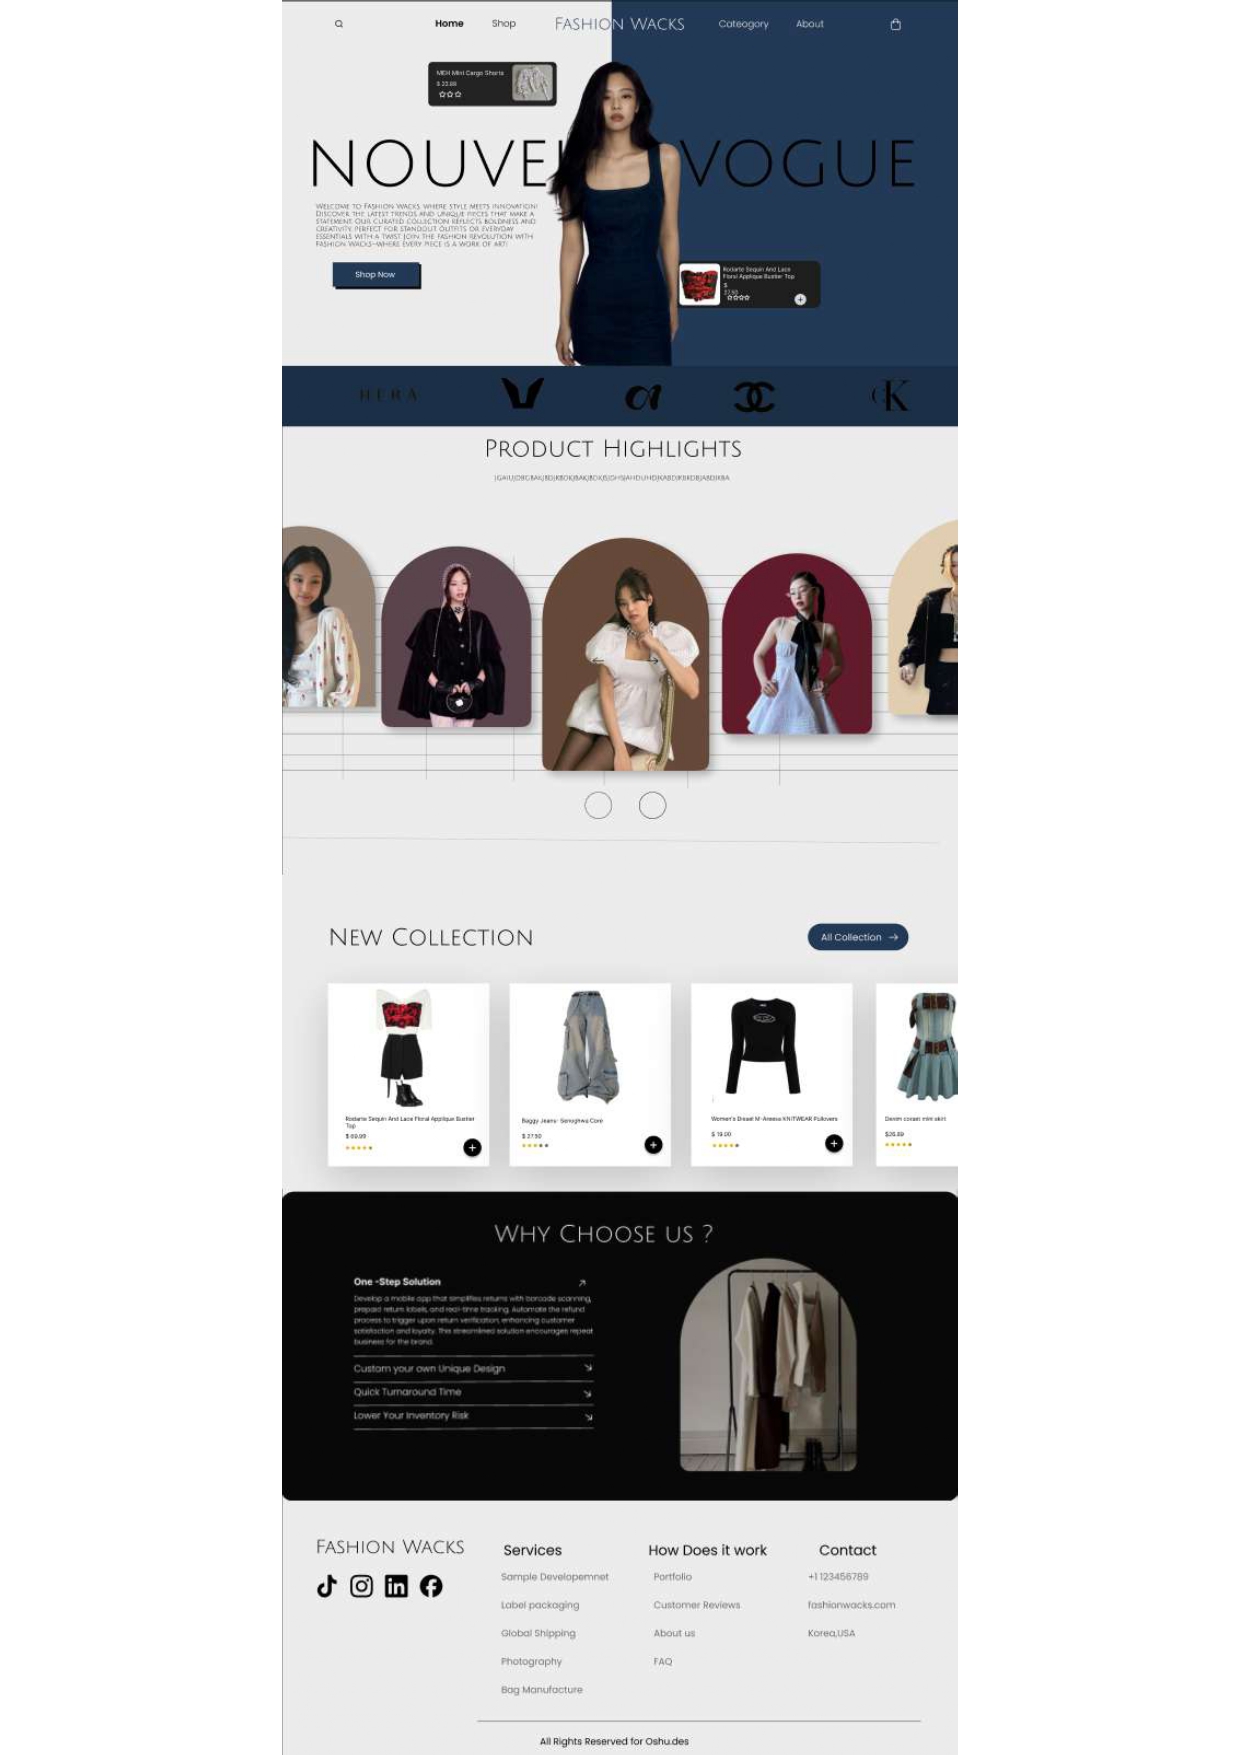 Home
Shop
FASHION WACKS
Cateogory
About
MIDI Mini Cargo Shorts
$ 22.99
NOUVE VOGUE
WELCOME TO FASHION WACKS, WHERE STYLE MEETS INNOVATION!
DISCOVER THE LATEST TRENDS AND UNIQUE PIECES THAT MAKE A
STATEMENT. OUR CURATED COLLECTION REFLECTS BOLDNESS AND
CREATIVITY, PERFECT FOR STANDOUT OUTFITS OR EVERYDAY
ESSENTIALS WITH A TWIST. JOIN THE FASHION REVOLUTION WITH
FASHION WACKS—WHERE EVERY PIECE IS A WORK OF ART!
Shop Now
Rodarte Sequin And Lace
Floral Applique Bustier Top
$
37.50
HERA
CK
PRODUCT HIGHLIGHTS
NEW COLLECTION
All Collection →
Rodarte Sequin And Lace Floral Applique Bustier
Top
$ 69.99
Baggy Jeans- Senoghwa Core
$ 27.50
Women's Diesel M-Areesa KNITWEAR Pullovers
$ 19.00
Denim corset mini skirt
$26.89
WHY CHOOSE US ?
One -Step Solution
Develop a mobile app that simplifies returns with barcode scanning,
prepaid return labels, and real-time tracking. Automate the refund
process to trigger upon return verification, enhancing customer
satisfaction and loyalty. This streamlined solution encourages repeat
business for the brand.
Custom your own Unique Design
Quick Turnaround Time
Lower Your Inventory Risk
FASHION WACKS
Services
Sample Developemnet
Label packaging
Global Shipping
Photography
Bag Manufacture
How Does it work
Portfolio
Customer Reviews
About us
FAQ
Contact
+1 123456789
fashionwacks.com
Korea,USA
All Rights Reserved for Oshu.des